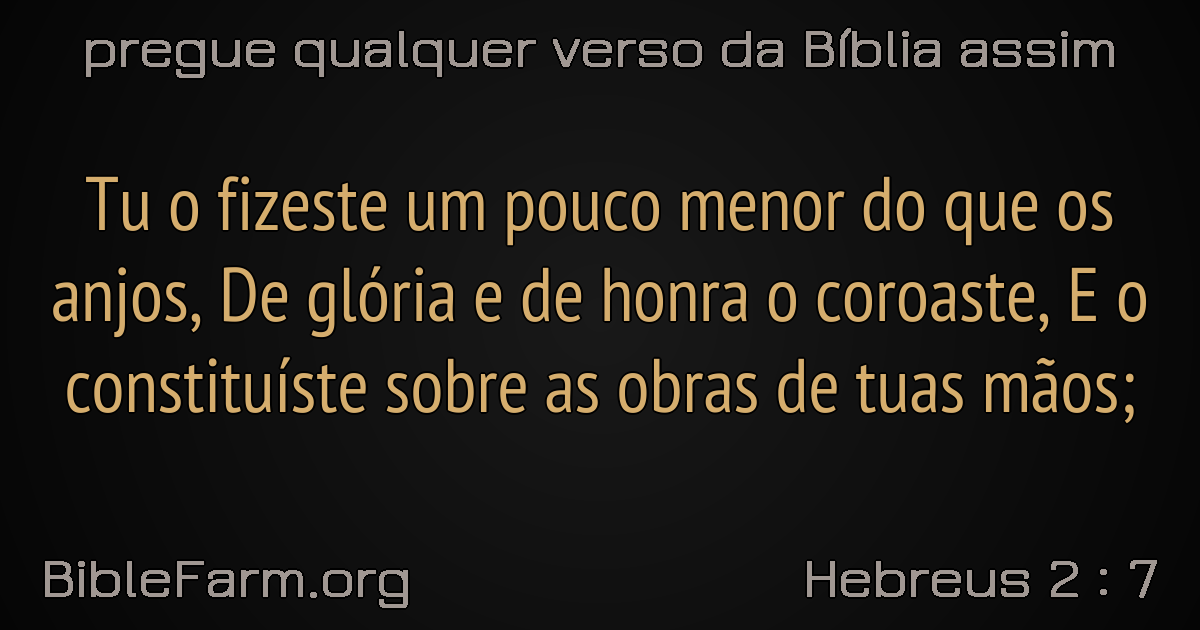 pregue qualquer verso da Bíblia assim
Tu o fizeste um pouco menor do que os
anjos, De glória e de honra o coroaste, E o
constituíste sobre as obras de tuas mãos;
BibleFarm.org
Hebreus 2 : 7